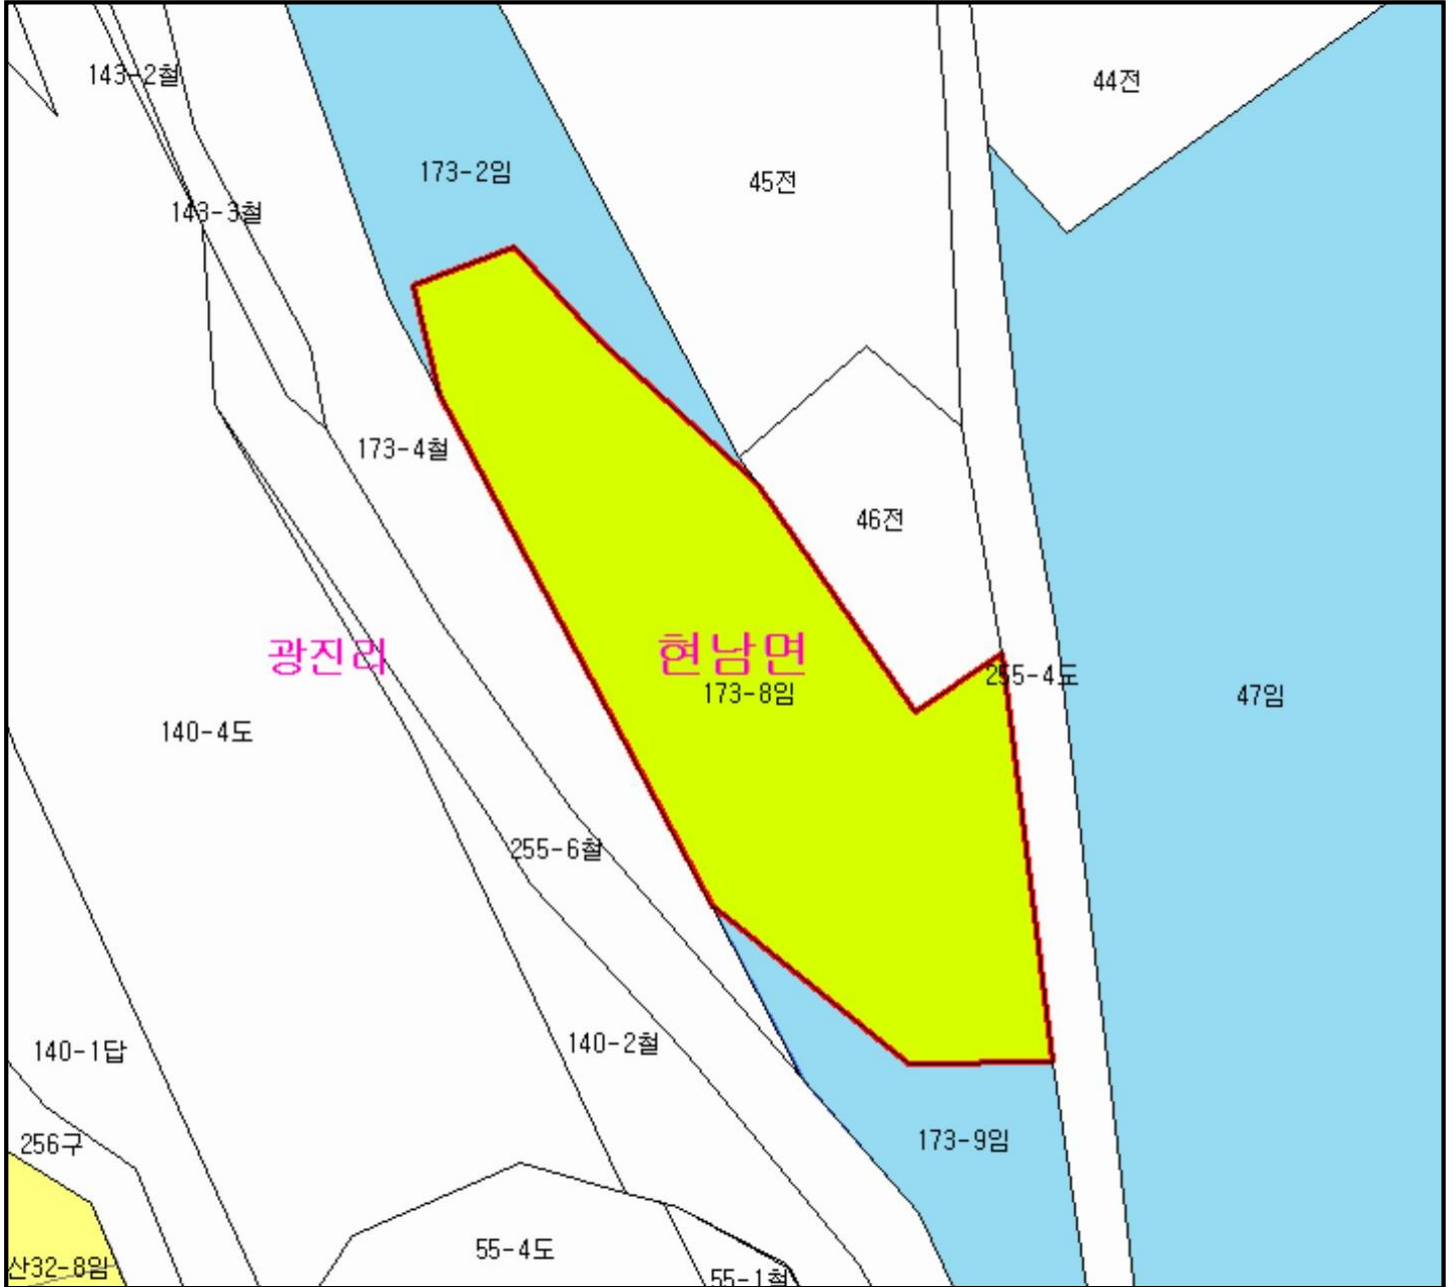 143-2철
44전
173-2임
45전
143-3철
173-4철
46전
광진리
현남면
255-4도
173-8임
47임
140-4도
255-6철
140-2철
140-1답
173-9임
256구
55-4도
산32-8임
55-1철